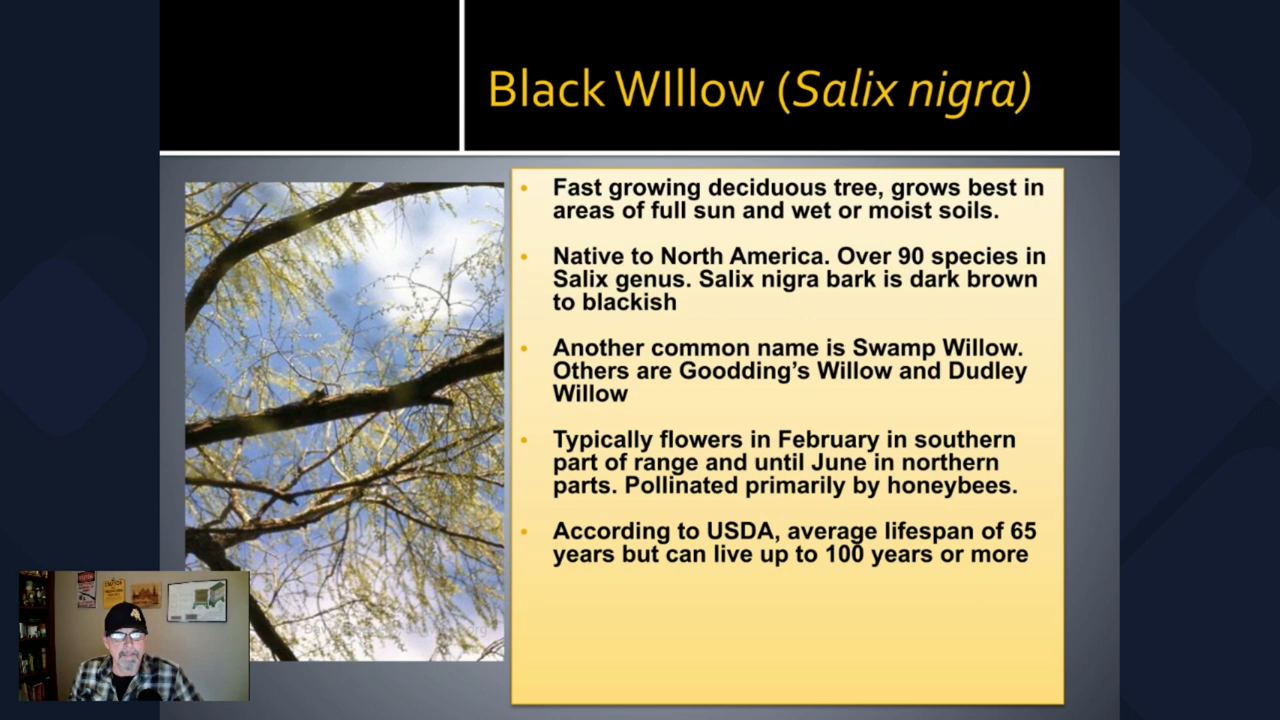 Black WIllow (Salix nigra)
• Fast growing deciduous tree, grows best in
areas of full sun and wet or moist soils.
• Native to North America. Over 90 species in
Salix genus. Salix nigra bark is dark brown
to blackish
• Another common name is Swamp Willow.
Others are Goodding’s Willow and Dudley
Willow
• Typically flowers in February in southern
part of range and until June in northern
parts. Pollinated primarily by honeybees.
• According to USDA, average lifespan of 65
years but can live up to 100 years or more